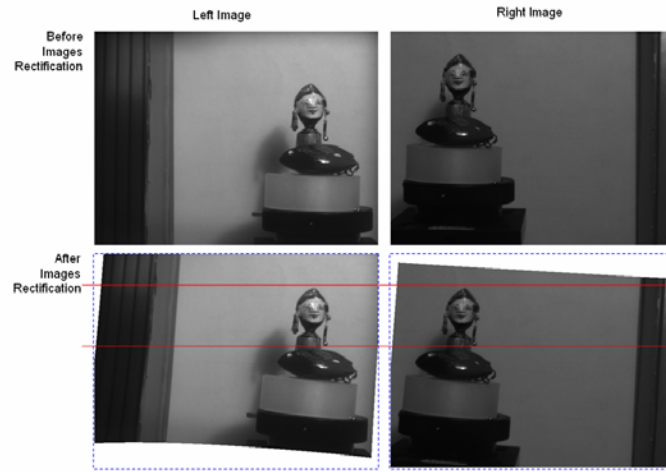 Left Image
Right Image
Before
Images
Rectification
After
Images
Rectification